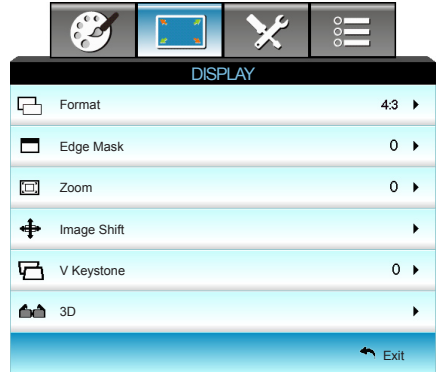 DISPLAY
Format 4:3
Edge Mask 0
Zoom 0
Image Shift
V Keystone 0
3D
Exit